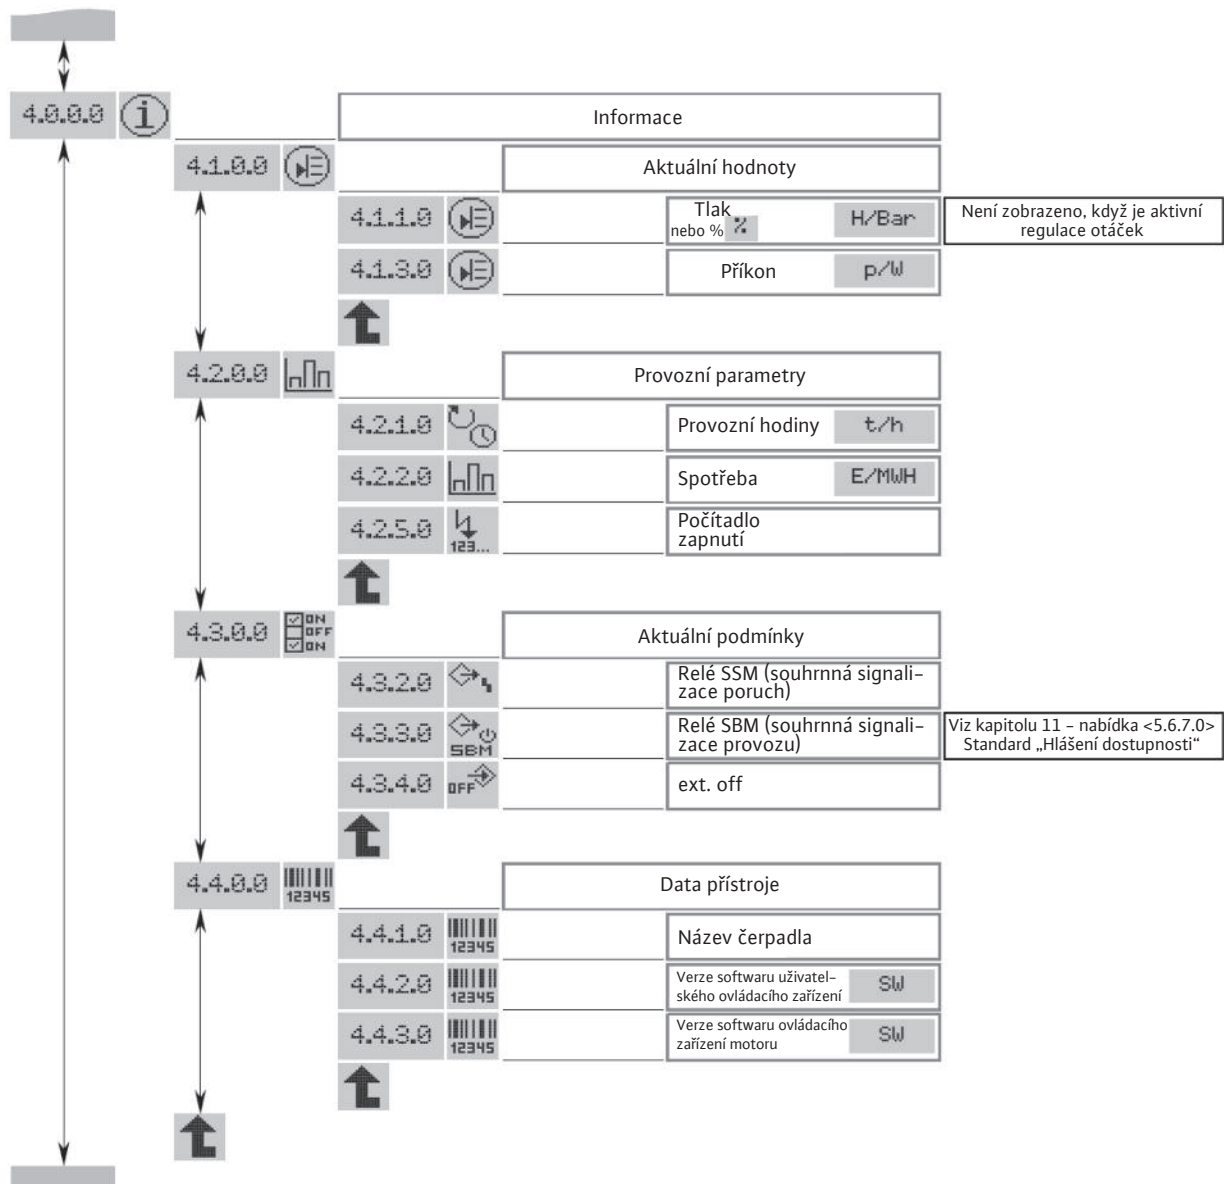 4.0.0.0 i Informace
4.1.0.0 Aktuální hodnoty
4.1.1.0 Tlak H/Bar
nebo % %
Není zobrazeno, když je aktivní
regulace otáček
4.1.3.0 Příkon p/W
4.2.0.0 Provozní parametry
4.2.1.0 Provozní hodiny t/h
4.2.2.0 Spotřeba E/MWH
4.2.5.0 123... Počítadlo
zapnutí
4.3.0.0 ON
OFF
ON
Aktuální podmínky
4.3.2.0 Relé SSM (souhrnná signali-
zace poruch)
4.3.3.0 SBM Relé SBM (souhrnná signali-
zace provozu)
Viz kapitolu 11 – nabídka <5.6.7.0>
Standard „Hlášení dostupnosti“
4.3.4.0 OFF ext. off
4.4.0.0 12345 Data přístroje
4.4.1.0 12345 Název čerpadla
4.4.2.0 12345 Verze softwaru uživatel-
ského ovládacího zařízení SW
4.4.3.0 12345 Verze softwaru ovládacího
zařízení motoru SW